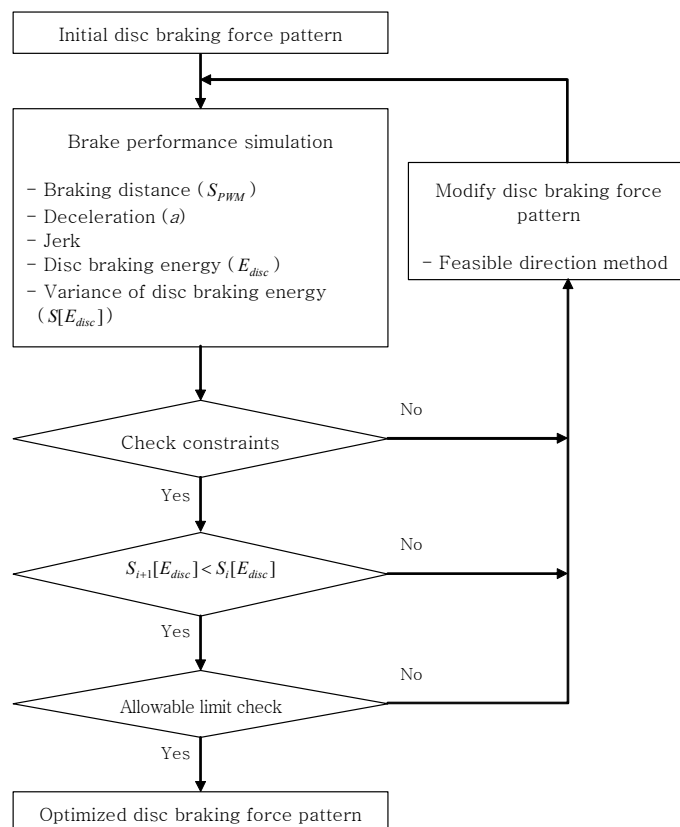 Initial disc braking force pattern
Brake performance simulation
- Braking distance (S_PWM)
- Deceleration (a)
- Jerk
- Disc braking energy (E_disc)
- Variance of disc braking energy
(S[E_disc])
Modify disc braking force
pattern
- Feasible direction method
Check constraints
No
Yes
S_i+1[E_disc] < S_i[E_disc]
No
Yes
Allowable limit check
No
Yes
Optimized disc braking force pattern